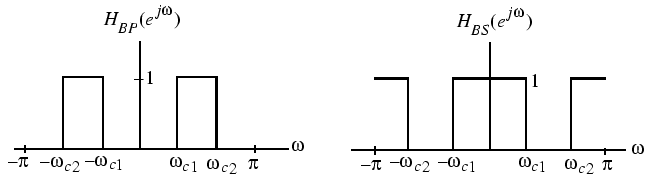 H_BP(e^jω)
1
−π −ω_c2 −ω_c1 ω_c1 ω_c2 π ω
H_BS(e^jω)
1
−π −ω_c2 −ω_c1 ω_c1 ω_c2 π ω